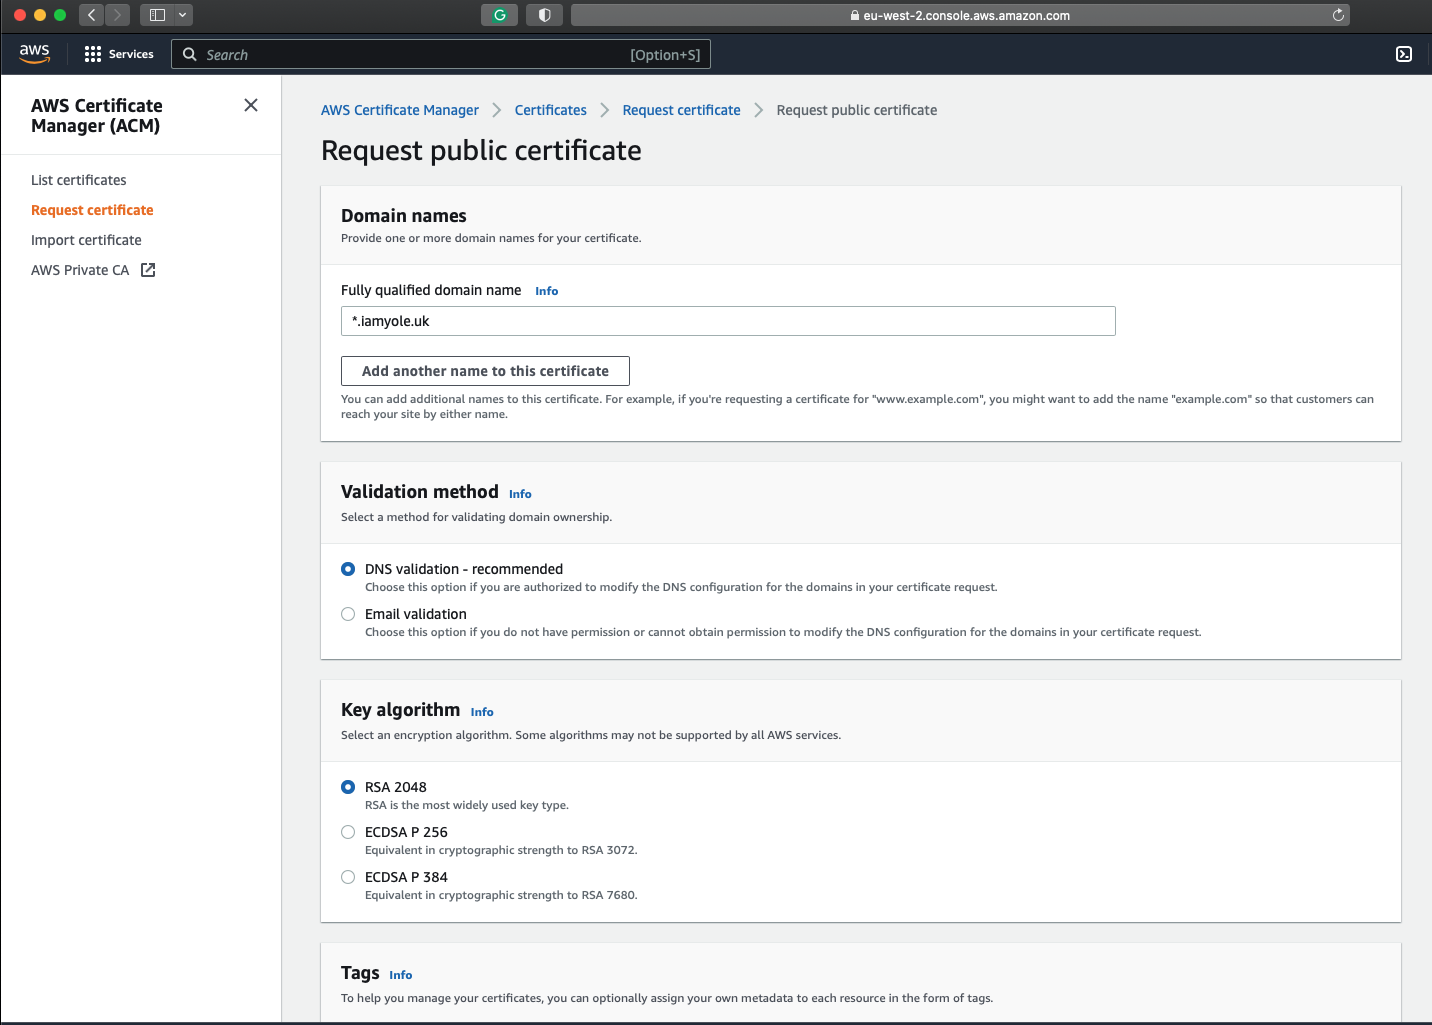 eu-west-2.console.aws.amazon.com
aws
Services
Search
[Option+S]
AWS Certificate
Manager (ACM)
List certificates
Request certificate
Import certificate
AWS Private CA
AWS Certificate Manager
Certificates
Request certificate
Request public certificate
Request public certificate
Domain names
Provide one or more domain names for your certificate.
Fully qualified domain name Info
*.iamyole.uk
Add another name to this certificate
You can add additional names to this certificate. For example, if you're requesting a certificate for "www.example.com", you might want to add the name "example.com" so that customers can
reach your site by either name.
Validation method Info
Select a method for validating domain ownership.
DNS validation - recommended
Choose this option if you are authorized to modify the DNS configuration for the domains in your certificate request.
Email validation
Choose this option if you do not have permission or cannot obtain permission to modify the DNS configuration for the domains in your certificate request.
Key algorithm Info
Select an encryption algorithm. Some algorithms may not be supported by all AWS services.
RSA 2048
RSA is the most widely used key type.
ECDSA P 256
Equivalent in cryptographic strength to RSA 3072.
ECDSA P 384
Equivalent in cryptographic strength to RSA 7680.
Tags Info
To help you manage your certificates, you can optionally assign your own metadata to each resource in the form of tags.